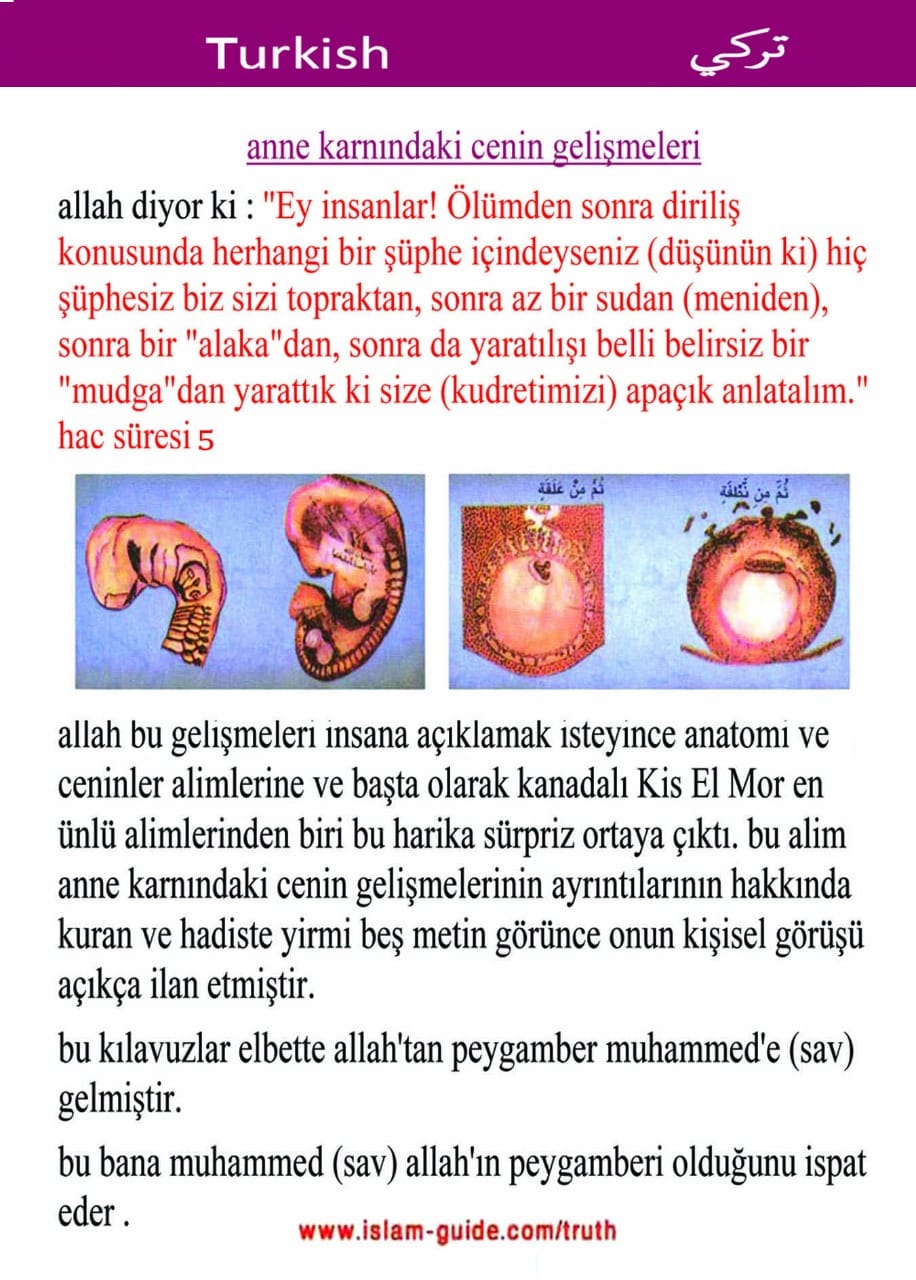 Turkish
تركي
anne karnındaki cenin gelişmeleri
allah diyor ki : "Ey insanlar! Ölümden sonra diriliş
konusunda herhangi bir şüphe içindeyseniz (düşünün ki) hiç
şüphesiz biz sizi topraktan, sonra az bir sudan (meniden),
sonra bir "alaka"dan, sonra da yaratılışı belli belirsiz bir
"mudga"dan yarattık ki size (kudretimizi) apaçık anlatalım."
hac süresi 5
ثُمَّ مِنْ عَلَقَةٍ
ثُمَّ مِن نُّطْفَةٍ
allah bu gelişmeleri insana açıklamak isteyince anatomi ve
ceninler alimlerine ve başta olarak kanadalı Kis El Mor en
ünlü alimlerinden biri bu harika sürpriz ortaya çıktı. bu alim
anne karnındaki cenin gelişmelerinin ayrıntılarının hakkında
kuran ve hadiste yirmi beş metin görünce onun kişisel görüşü
açıkça ilan etmiştir.
bu kılavuzlar elbette allah'tan peygamber muhammed'e (sav)
gelmiştir.
bu bana muhammed (sav) allah'ın peygamberi olduğunu ispat
eder .
www.islam-guide.com/truth